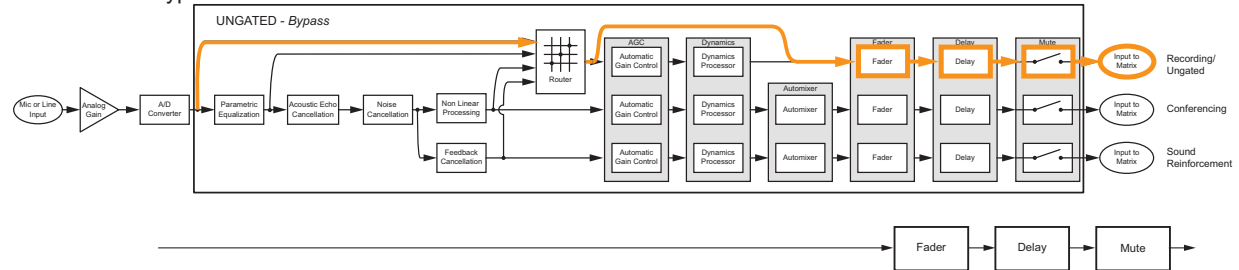 UNGATED - Bypass
Router
AGC
Automatic
Gain Control
Dynamics
Dynamics
Processor
Fader
Fader
Delay
Delay
Mute
Input to
Matrix
Recording/
Ungated
Mic or Line
Input
Analog
Gain
A/D
Converter
Parametric
Equalization
Acoustic Echo
Cancellation
Noise
Cancellation
Non Linear
Processing
Automatic
Gain Control
Dynamics
Processor
Automixer
Automixer
Fader
Delay
Input to
Matrix
Conferencing
Feedback
Cancellation
Automatic
Gain Control
Dynamics
Processor
Automixer
Fader
Delay
Input to
Matrix
Sound
Reinforcement
Fader
Delay
Mute